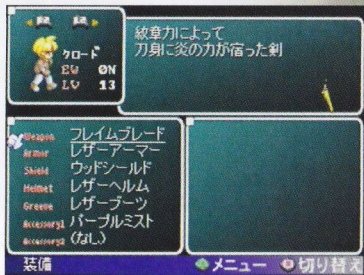 クロード
EW ON
LV 13
紋章力によって
刀身に炎の力が宿った剣
Weapon フレイムブレード
Armor レザーアーマー
Shield ウッドシールド
Helmet レザーヘルム
Greeve レザーブーツ
Accessory1 パープルミスト
Accessory2 (なし)
装備 メニュー 切り替え